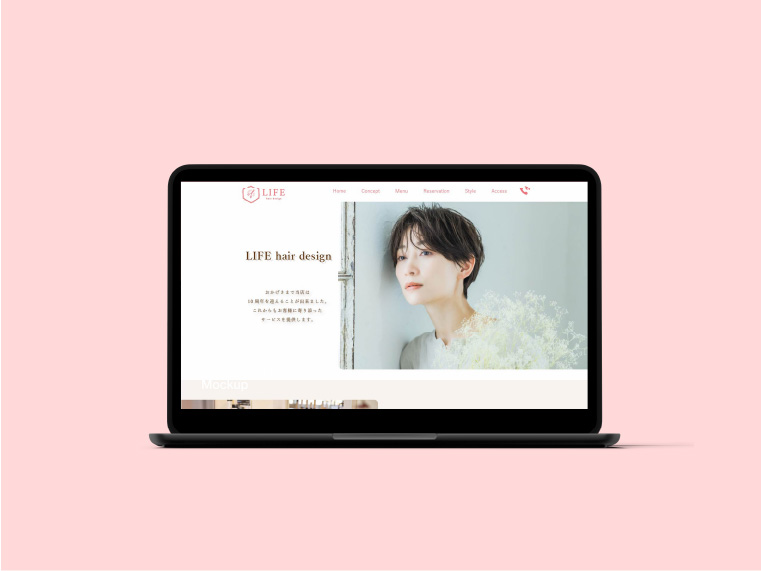 LIFE
hair design
Home Concept Menu Reservation Style Access
LIFE hair design
おかげさまで当店は
10周年を迎えることが出来ました。
これからもお客様に寄り添った
サービスを提供します。
Mockup